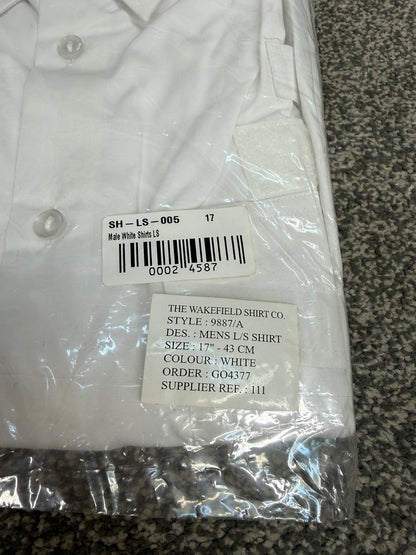 SH-LS-005 17
Male White Shirts LS
0002 4587
THE WAKEFIELD SHIRT CO.
STYLE : 9887/A
DES. : MENS L/S SHIRT
SIZE : 17" - 43 CM
COLOUR : WHITE
ORDER : GO4377
SUPPLIER REF. : 111